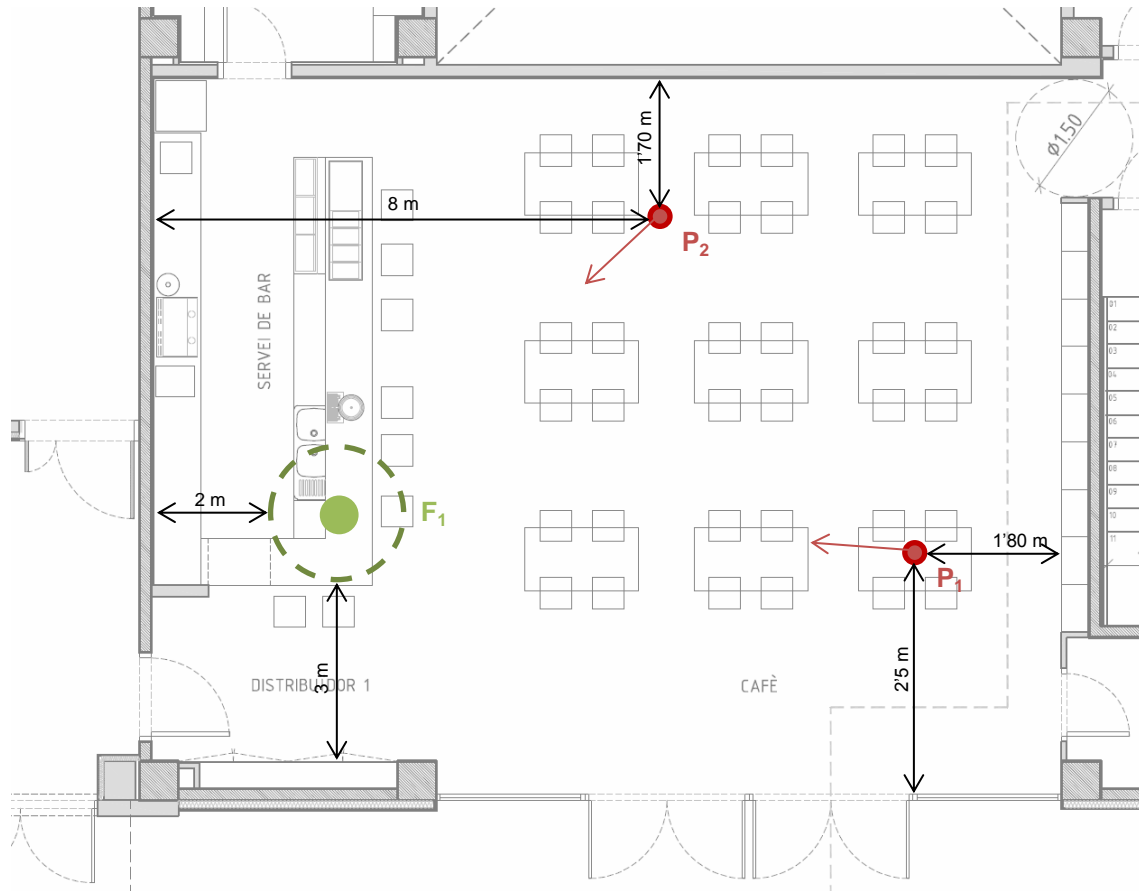 ø1.50
1'70 m
8 m
P2
SERVEI DE BAR
01
02
03
04
05
06
07
08
09
10
11
2 m
F1
1'80 m
P1
3 m
2'5 m
DISTRIBUIDOR 1
CAFÈ